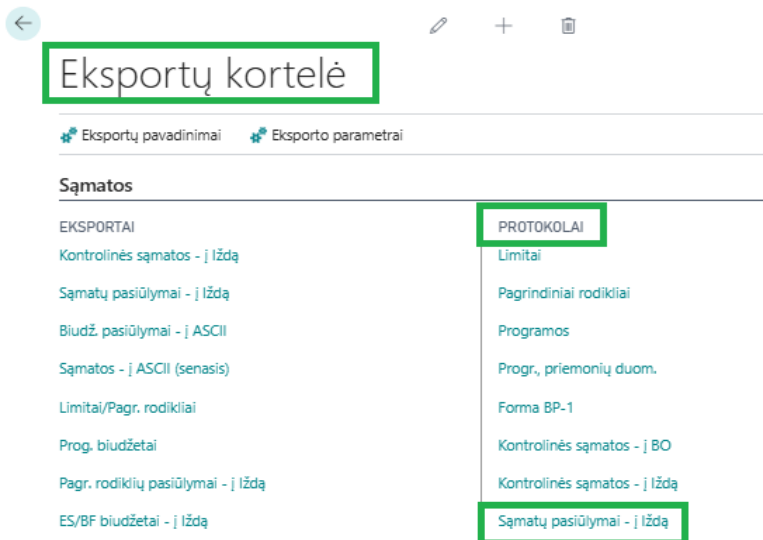 Eksportų kortelė
Eksportų pavadinimai
Eksporto parametrai
Sąmatos
EKSPORTAI
Kontrolinės sąmatos - į Iždą
Sąmatų pasiūlymai - į Iždą
Biudž. pasiūlymai - į ASCII
Sąmatos - į ASCII (senasis)
Limitai/Pagr. rodikliai
Prog. biudžetai
Pagr. rodiklių pasiūlymai - į Iždą
ES/BF biudžetai - į Iždą
PROTOKOLAI
Limitai
Pagrindiniai rodikliai
Programos
Progr., priemonių duom.
Forma BP-1
Kontrolinės sąmatos - į BO
Kontrolinės sąmatos - į Iždą
Sąmatų pasiūlymai - į Iždą